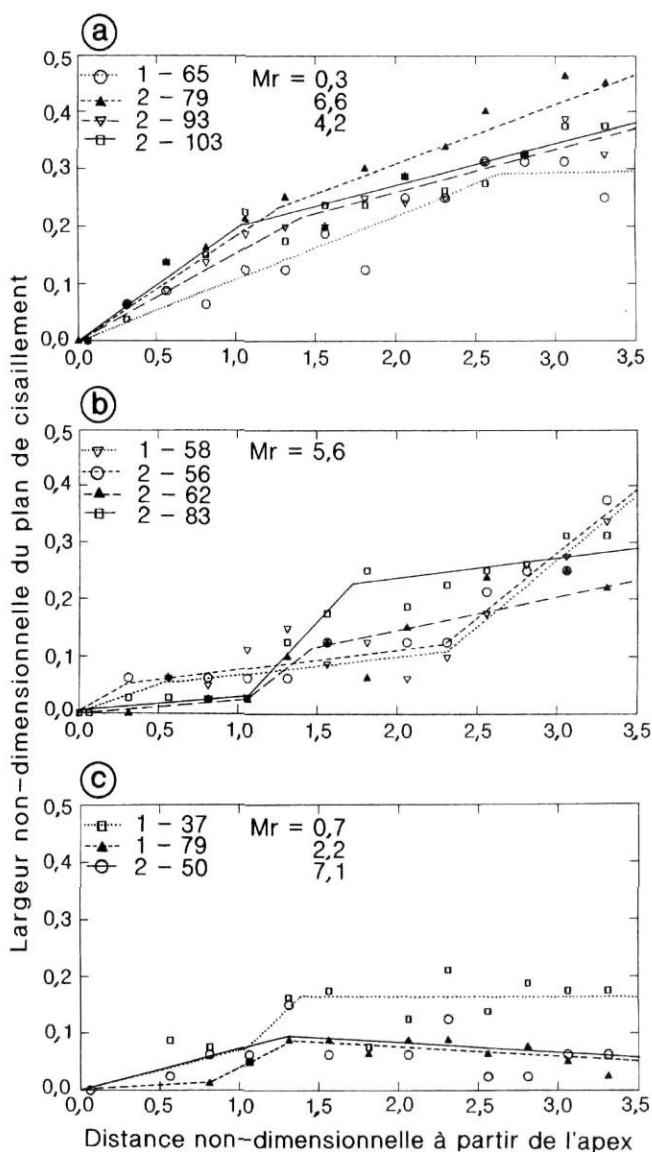 a
0,5
0,4
0,3
0,2
0,1
0,0
1 - 65
2 - 79
2 - 93
2 - 103
Mr = 0,3
6,6
4,2
0,0 0,5 1,0 1,5 2,0 2,5 3,0 3,5
b
0,5
0,4
0,3
0,2
0,1
0,0
1 - 58
2 - 56
2 - 62
2 - 83
Mr = 5,6
0,0 0,5 1,0 1,5 2,0 2,5 3,0 3,5
c
0,5
0,4
0,3
0,2
0,1
0,0
1 - 37
1 - 79
2 - 50
Mr = 0,7
2,2
7,1
0,0 0,5 1,0 1,5 2,0 2,5 3,0 3,5
Largeur non-dimensionnelle du plan de cisaillement
Distance non-dimensionnelle à partir de l'apex